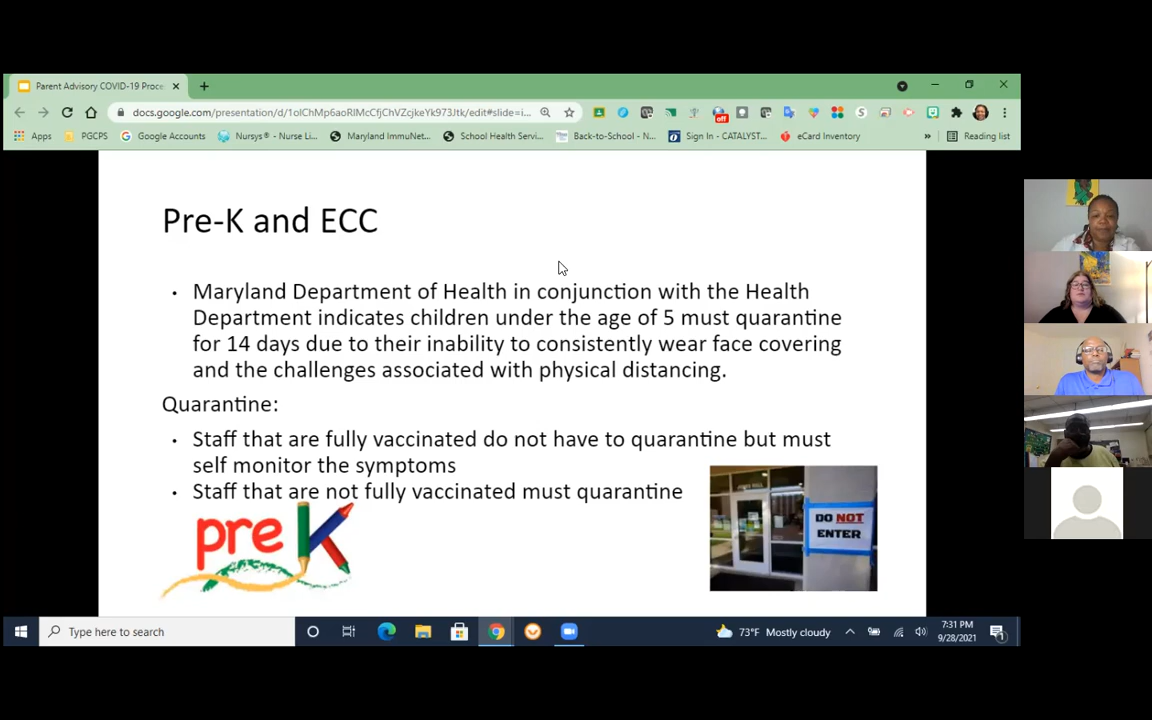 Parent Advisory COVID-19 Proce
docs.google.com/presentation/d/1olChMp6aoRlMcCfjChVZcjkeYk973Jtk/edit#slide=i...
off
S
Apps
PGCPS
Google Accounts
Nursys® - Nurse Li...
Maryland ImmuNet...
School Health Servi...
Back-to-School - N...
Sign In - CATALYST...
eCard Inventory
»
Reading list
Pre-K and ECC
• Maryland Department of Health in conjunction with the Health
Department indicates children under the age of 5 must quarantine
for 14 days due to their inability to consistently wear face covering
and the challenges associated with physical distancing.
Quarantine:
• Staff that are fully vaccinated do not have to quarantine but must
self monitor the symptoms
• Staff that are not fully vaccinated must quarantine
pre K
DO NOT
ENTER
Type here to search
73°F Mostly cloudy
7:31 PM
9/28/2021
1